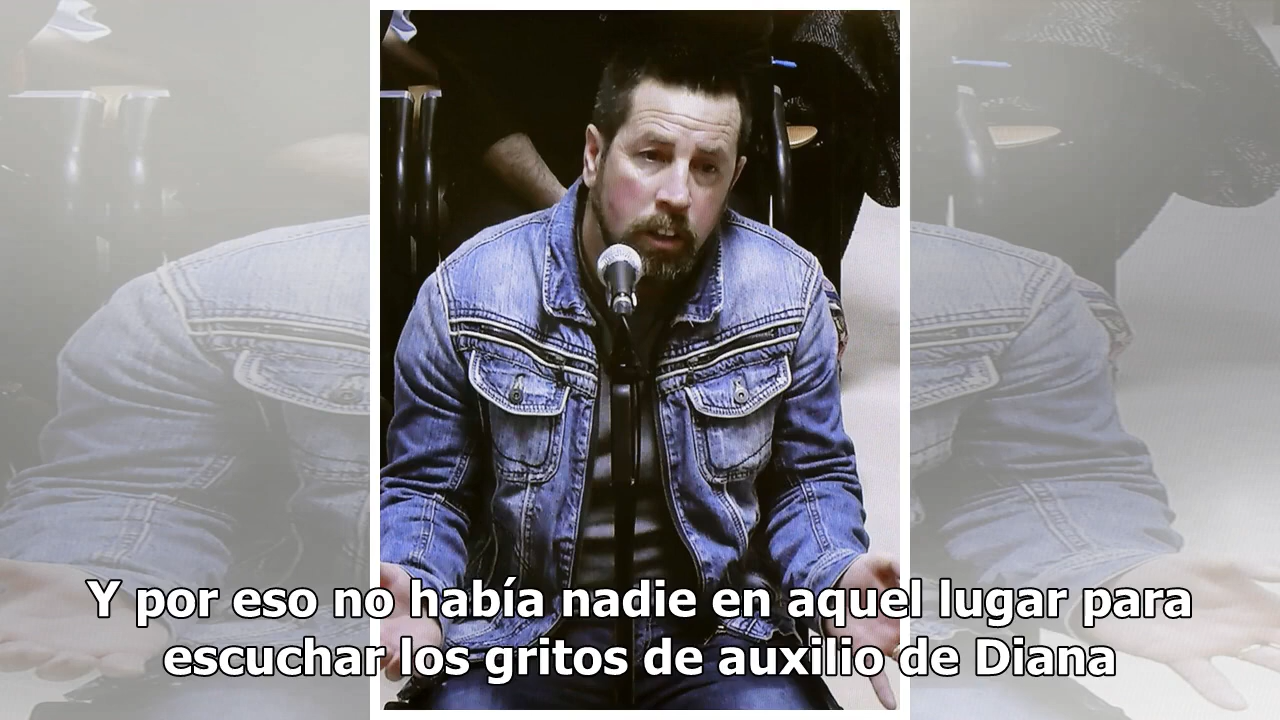 Y por eso no había nadie en aquel lugar para
escuchar los gritos de auxilio de Diana